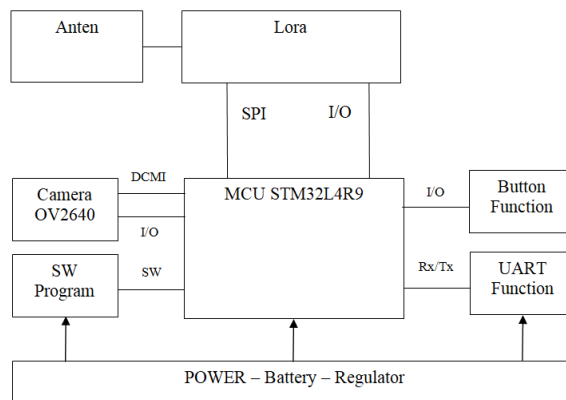 Anten
Lora
SPI
I/O
DCMI
Camera
OV2640
I/O
MCU STM32L4R9
I/O
Button
Function
SW
Program
SW
Rx/Tx
UART
Function
POWER – Battery – Regulator